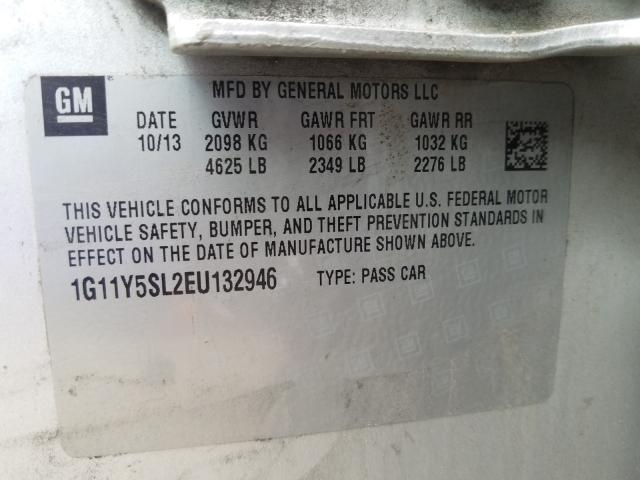 GM
MFD BY GENERAL MOTORS LLC
DATE GVWR GAWR FRT GAWR RR
10/13 2098 KG 1066 KG 1032 KG
4625 LB 2349 LB 2276 LB
THIS VEHICLE CONFORMS TO ALL APPLICABLE U.S. FEDERAL MOTOR
VEHICLE SAFETY, BUMPER, AND THEFT PREVENTION STANDARDS IN
EFFECT ON THE DATE OF MANUFACTURE SHOWN ABOVE.
1G11Y5SL2EU132946 TYPE: PASS CAR